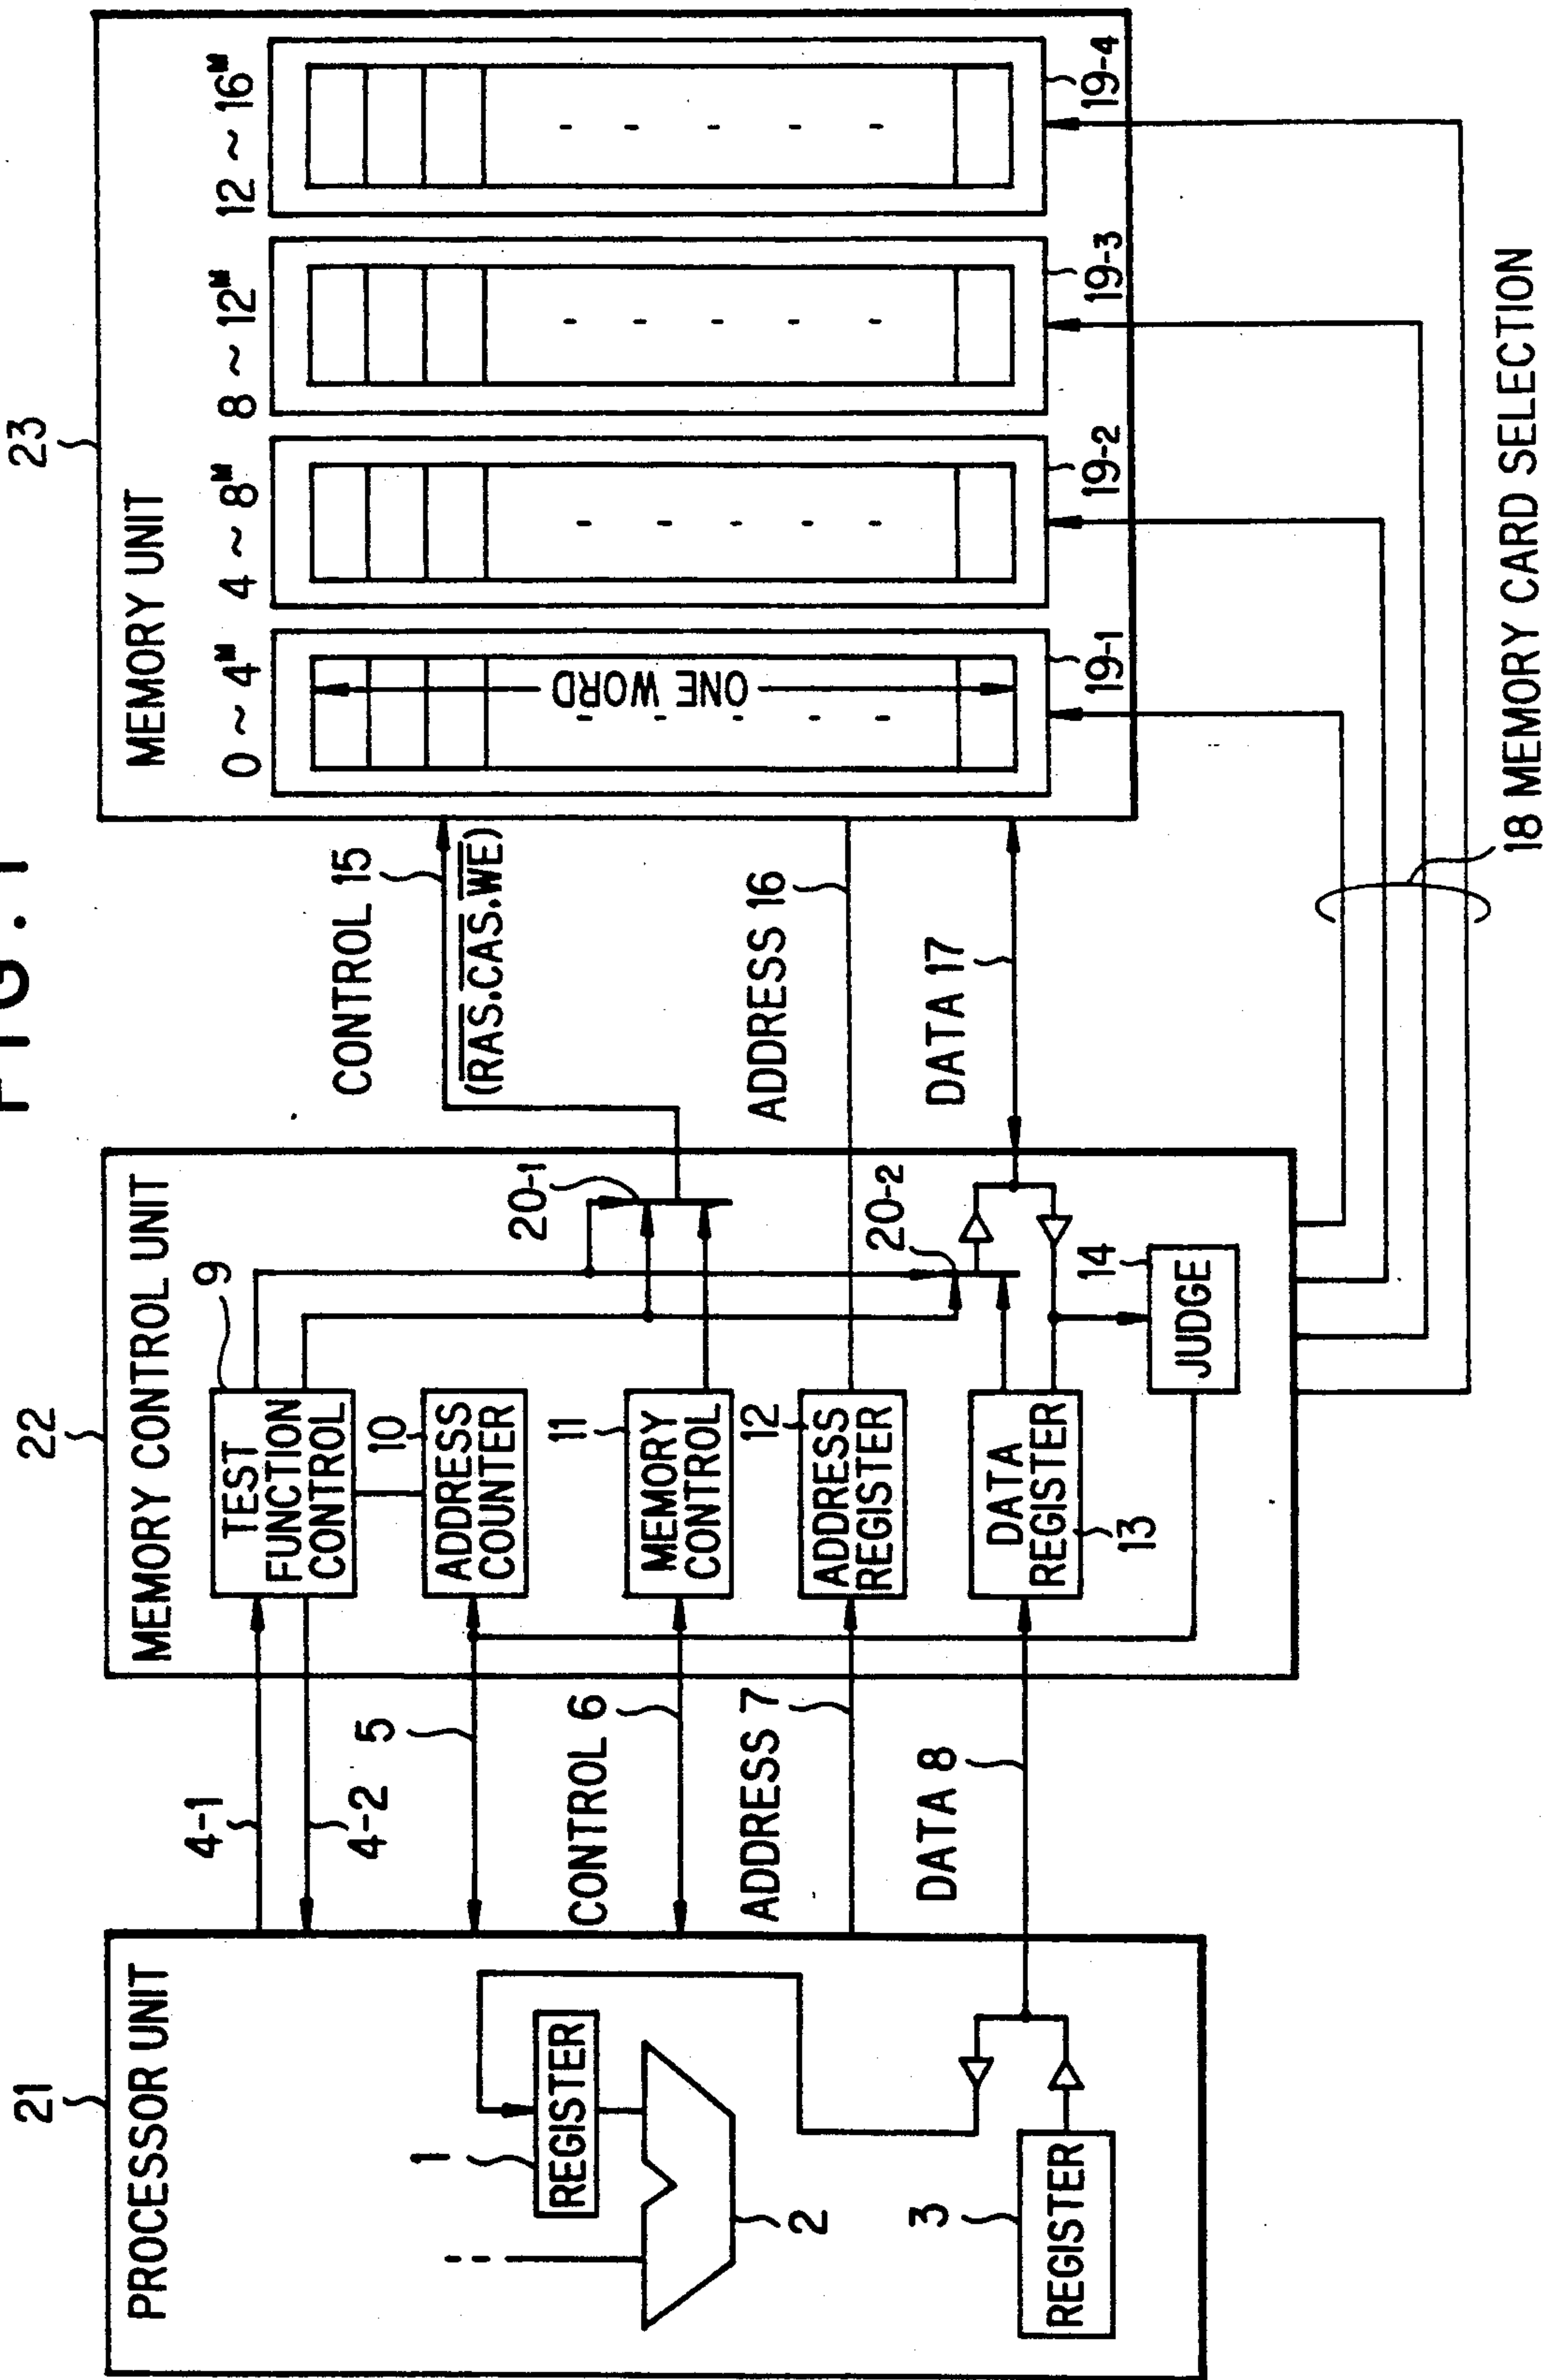 FIG. 1
21
PROCESSOR UNIT
1
REGISTER
2
3
REGISTER
4-1
4-2
5
CONTROL 6
ADDRESS 7
DATA 8
22
MEMORY CONTROL UNIT
9
TEST
FUNCTION
CONTROL
10
ADDRESS
COUNTER
11
MEMORY
CONTROL
12
ADDRESS
REGISTER
DATA
REGISTER
13
14
JUDGE
20-1
20-2
CONTROL 15
(R̅A̅S̅.C̅A̅S̅.W̅E̅)
ADDRESS 16
DATA 17
23
MEMORY UNIT
0 ~ 4ᴹ
4 ~ 8ᴹ
8 ~ 12ᴹ
12 ~ 16ᴹ
ONE WORD
19-1
19-2
19-3
19-4
18 MEMORY CARD SELECTION